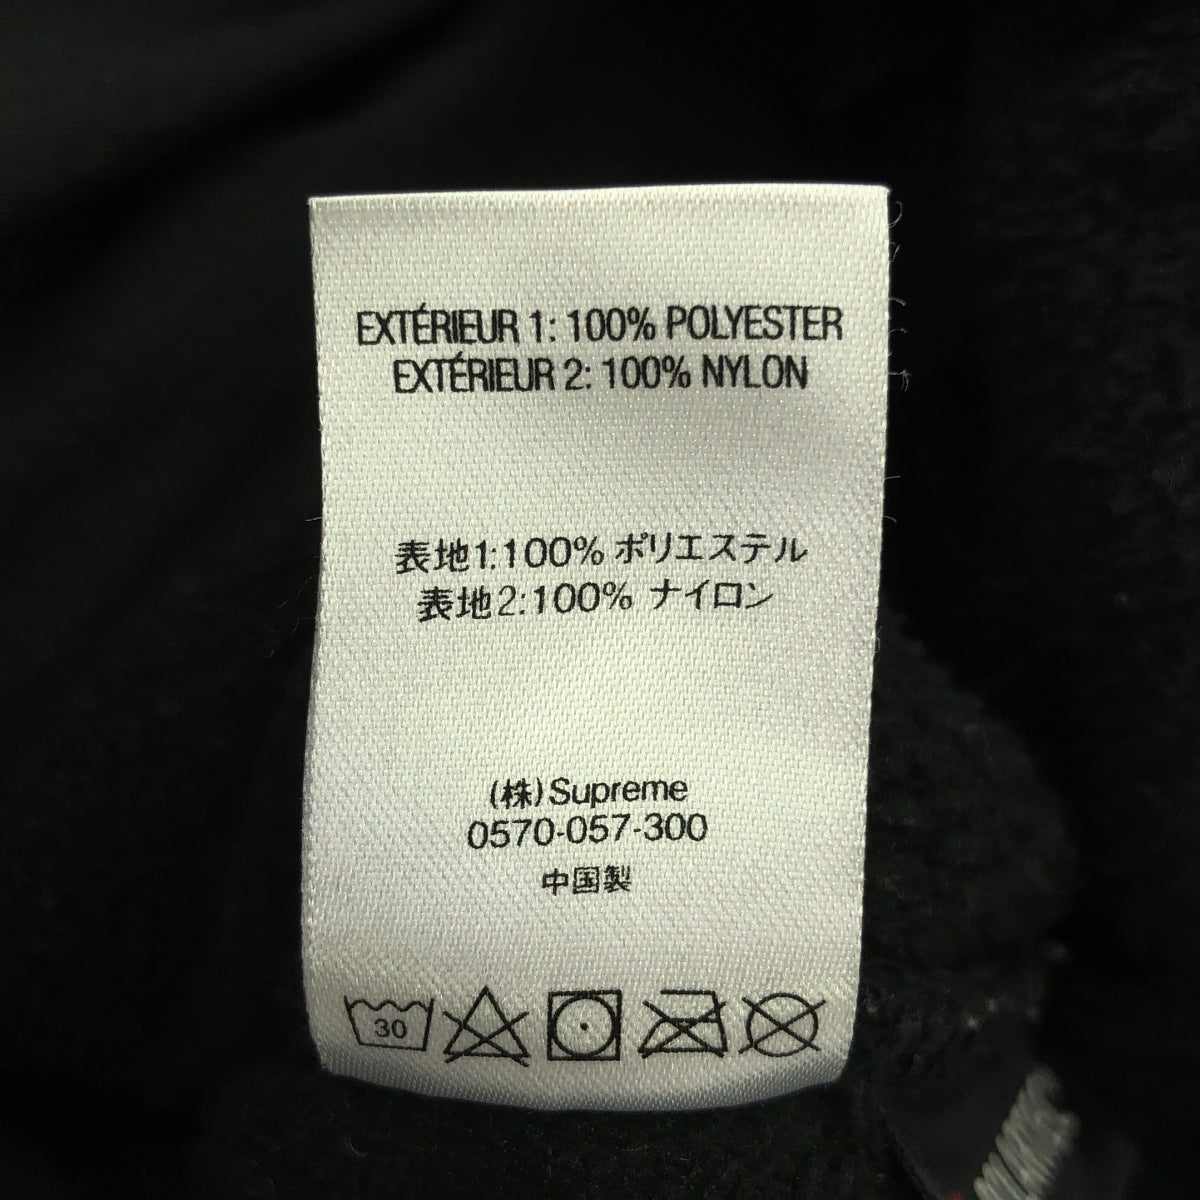 EXTÉRIEUR 1: 100% POLYESTER
EXTÉRIEUR 2: 100% NYLON
表地1:100% ポリエステル
表地2:100% ナイロン
(株)Supreme
0570-057-300
中国製
30